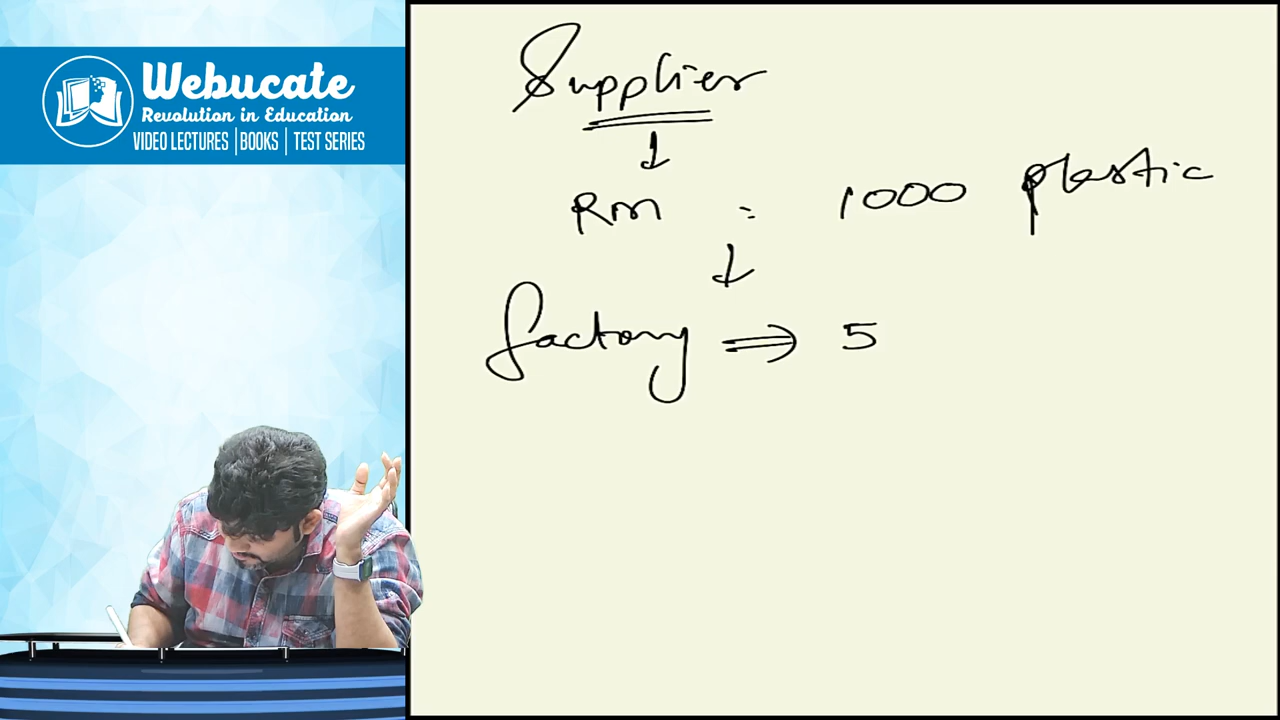 Webucate
Revolution in Education
VIDEO LECTURES | BOOKS | TEST SERIES
Supplier
↓
RM : 1000 plastic
↓
factory ⇒ 5